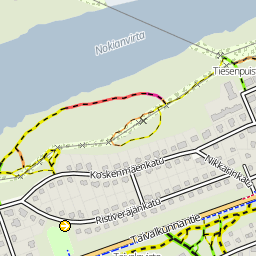 Nokianvirta
Tiesenpuis
Koskenmäenkatu
Nikkarinkatu
Ristiveräjänkatu
Taivalkunnantie